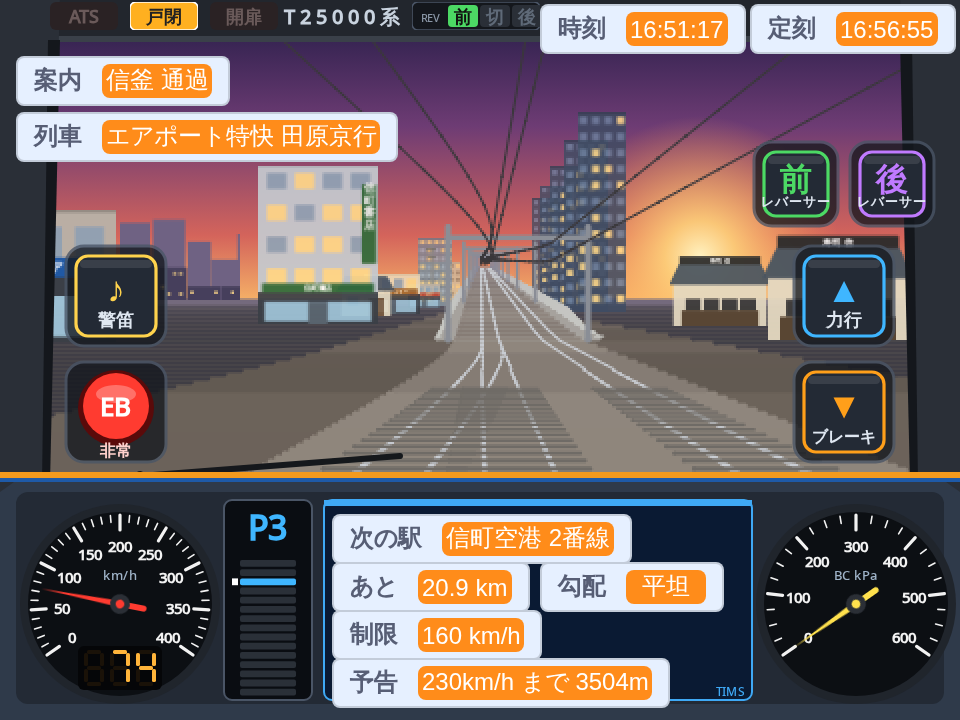 ATS 戸閉 開扉 T25000系 REV 前 切 後
時刻 16:51:17 定刻 16:56:55
案内 信釜 通過
列車 エアポート特快 田原京行
前 レバーサー
後 レバーサー
♪ 警笛
▲ 力行
EB 非常
▼ ブレーキ
0 50 100 150 200 250 300 350 400
km/h
74
P3
次の駅 信町空港 2番線
あと 20.9 km 勾配 平坦
制限 160 km/h
予告 230km/h まで 3504m
TIMS
0 100 200 300 400 500 600
BC kPa